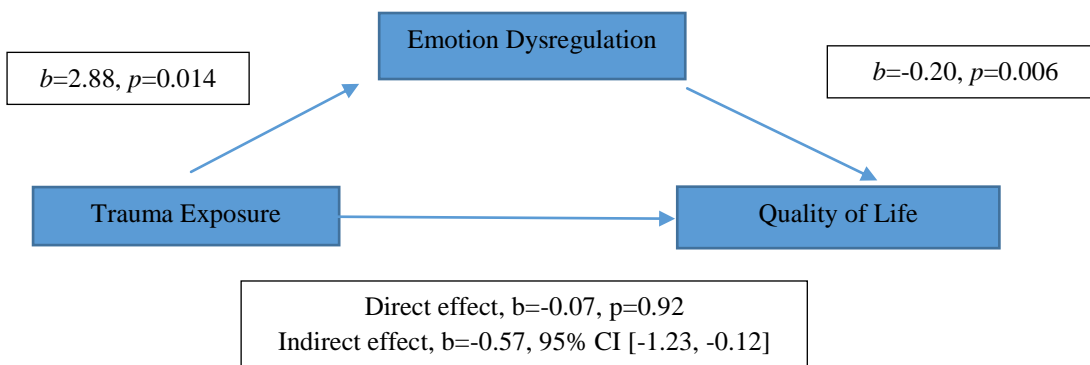 Emotion Dysregulation
b=2.88, p=0.014
b=-0.20, p=0.006
Trauma Exposure
Quality of Life
Direct effect, b=-0.07, p=0.92
Indirect effect, b=-0.57, 95% CI [-1.23, -0.12]